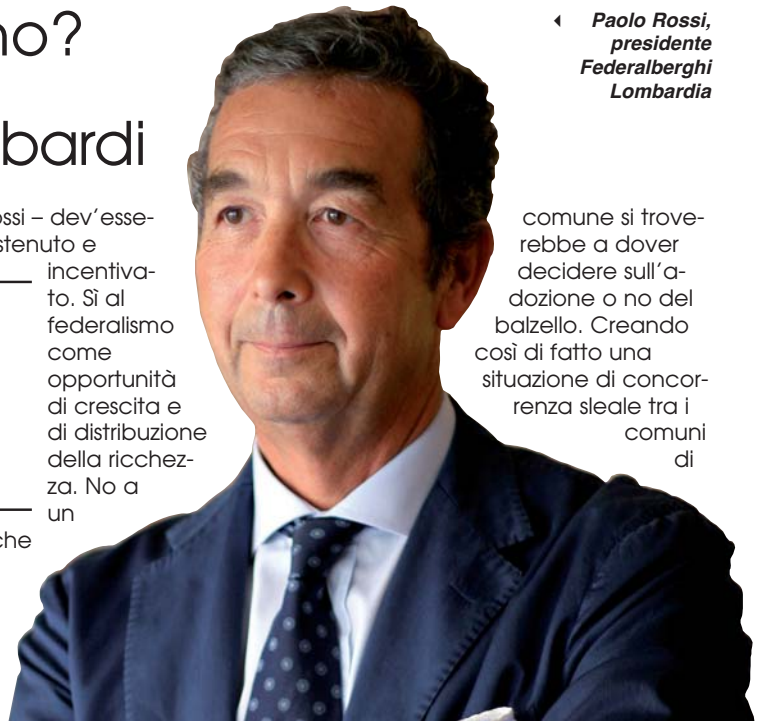 no?
bardi
Paolo Rossi,
presidente
Federalberghi
Lombardia
ossi – dev'esse-
stenuto e
incentiva-
to. Sì al
federalismo
come
opportunità
di crescita e
di distribuzione
della ricchez-
za. No a
un
che
comune si trove-
rebbe a dover
decidere sull'a-
dozione o no del
balzello. Creando
così di fatto una
situazione di concor-
renza sleale tra i
comuni
di